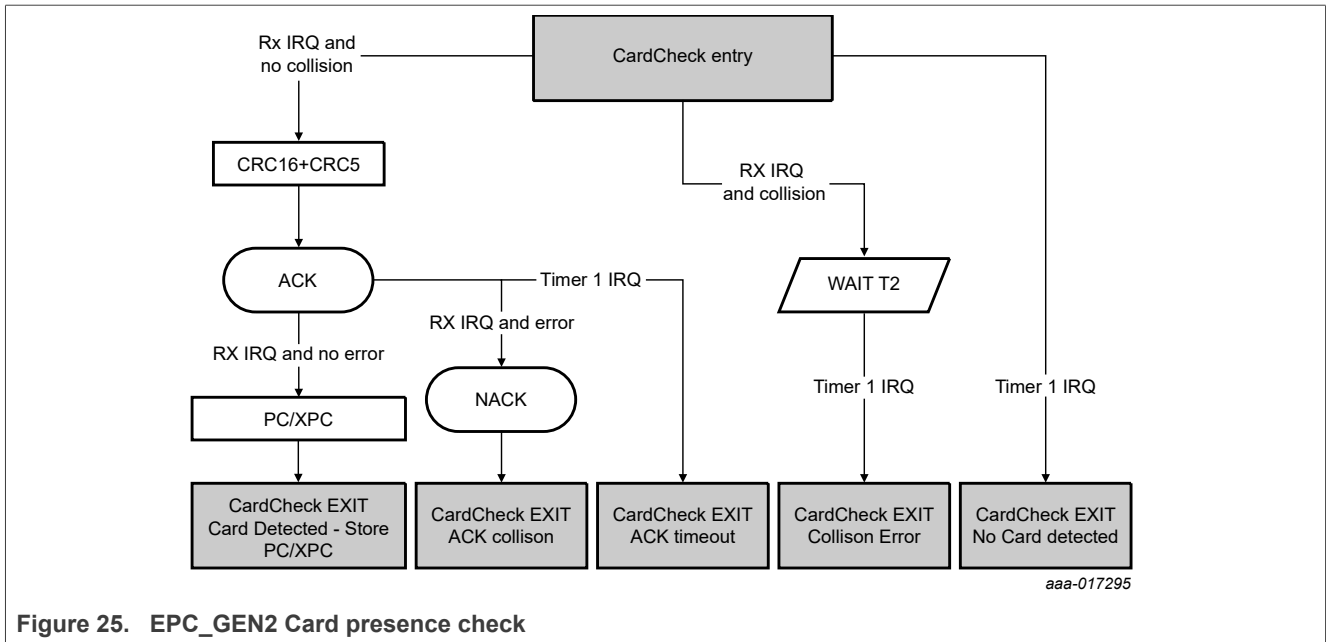 Rx IRQ and
no collision
CardCheck entry
CRC16+CRC5
RX IRQ
and collision
ACK
Timer 1 IRQ
WAIT T2
RX IRQ and error
RX IRQ and no error
NACK
Timer 1 IRQ
Timer 1 IRQ
PC/XPC
CardCheck EXIT
Card Detected - Store
PC/XPC
CardCheck EXIT
ACK collison
CardCheck EXIT
ACK timeout
CardCheck EXIT
Collison Error
CardCheck EXIT
No Card detected
aaa-017295
Figure 25. EPC_GEN2 Card presence check